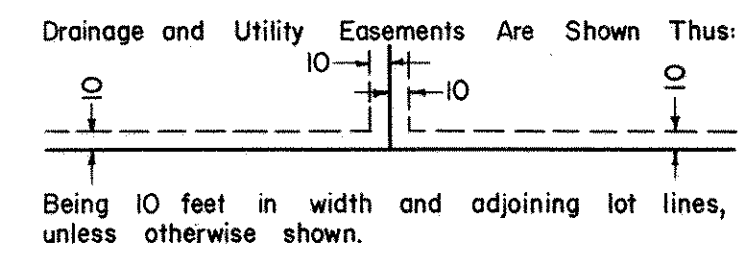 Drainage and Utility Easements Are Shown Thus:
10
10
10
10
Being 10 feet in width and adjoining lot lines,
unless otherwise shown.